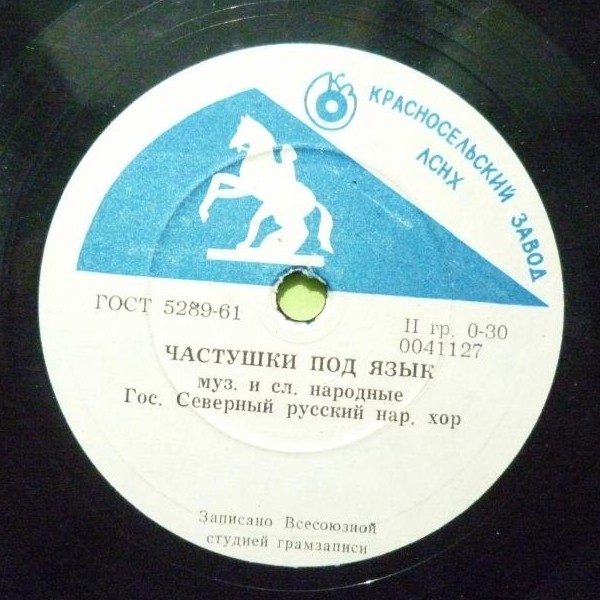 КРАСНОСЕЛЬСКИЙ ЗАВОД
ЛСНХ
ГОСТ 5289-61
II гр. 0-30
0041127
ЧАСТУШКИ ПОД ЯЗЫК
муз. и сл. народные
Гос. Северный русский нар. хор
Записано Всесоюзной
студией грамзаписи